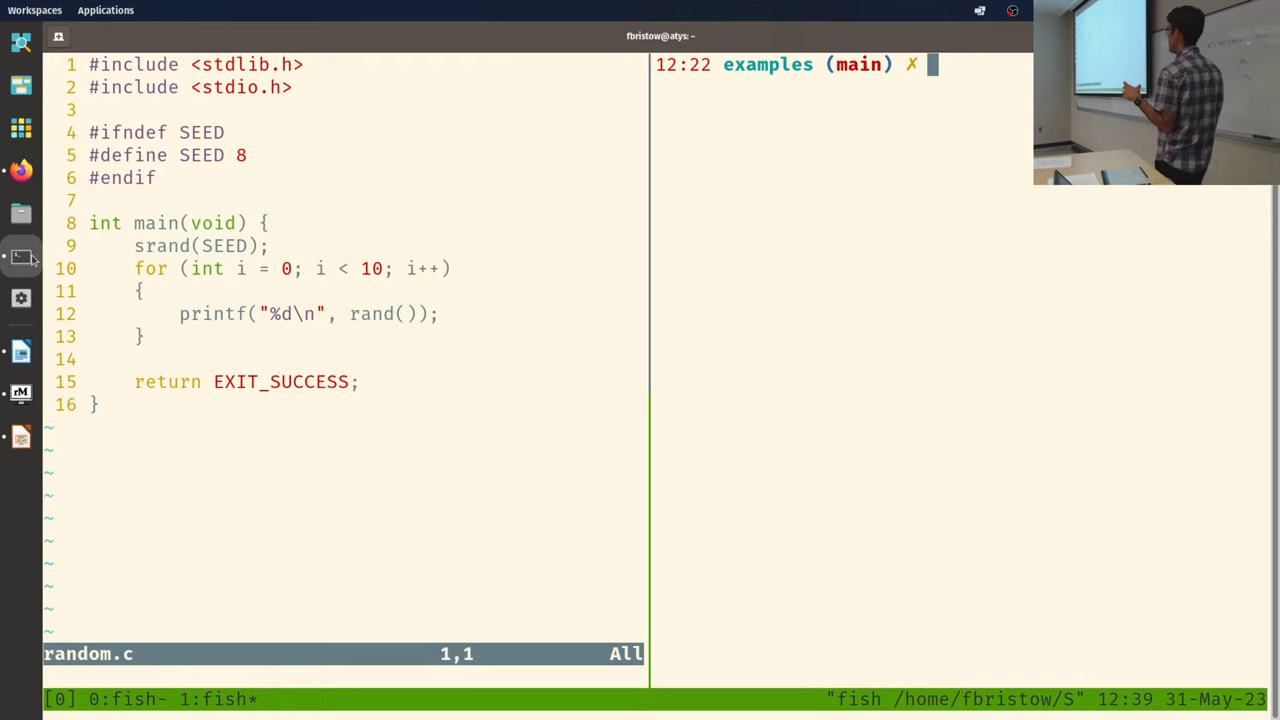 Workspaces Applications
fbristow@atys: ~
1 #include <stdlib.h>
2 #include <stdio.h>
3
4 #ifndef SEED
5 #define SEED 8
6 #endif
7
8 int main(void) {
9 srand(SEED);
10 for (int i = 0; i < 10; i++)
11 {
12 printf("%d\n", rand());
13 }
14
15 return EXIT_SUCCESS;
16 }
~
~
~
~
~
~
~
~
~
~
random.c 1,1 All
12:22 examples (main) ✗
rM
[0] 0:fish- 1:fish* "fish /home/fbristow/S" 12:39 31-May-23